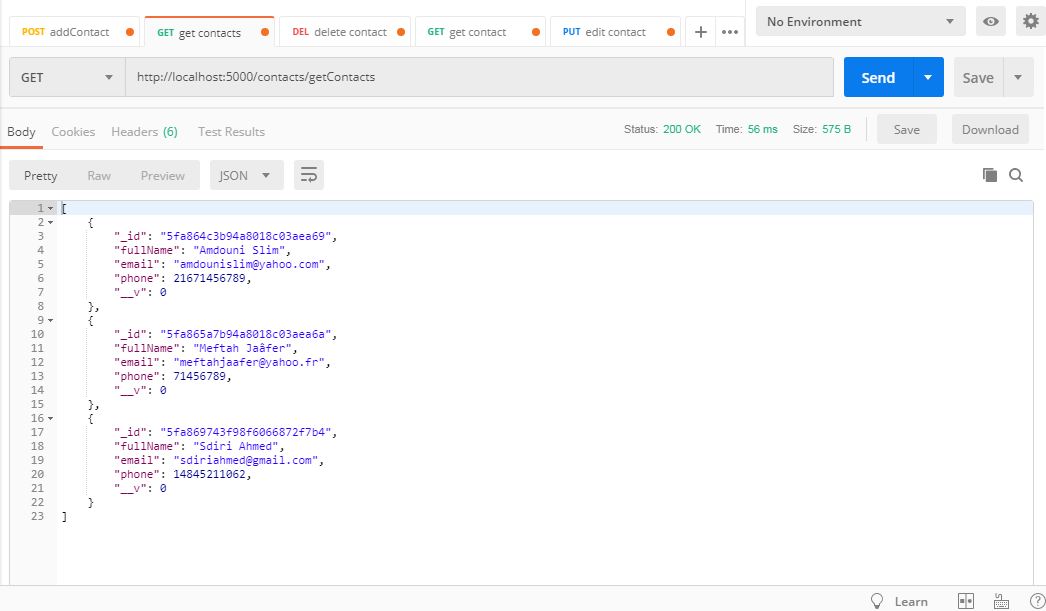 POST addContact GET get contacts DEL delete contact GET get contact PUT edit contact + ••• No Environment
GET http://localhost:5000/contacts/getContacts Send Save
Body Cookies Headers (6) Test Results Status: 200 OK Time: 56 ms Size: 575 B Save Download
Pretty Raw Preview JSON
1 [
2 {
3 "_id": "5fa864c3b94a8018c03aea69",
4 "fullName": "Amdouni Slim",
5 "email": "amdounislim@yahoo.com",
6 "phone": 21671456789,
7 "__v": 0
8 },
9 {
10 "_id": "5fa865a7b94a8018c03aea6a",
11 "fullName": "Meftah Jaâfer",
12 "email": "meftahjaafer@yahoo.fr",
13 "phone": 71456789,
14 "__v": 0
15 },
16 {
17 "_id": "5fa869743f98f6066872f7b4",
18 "fullName": "Sdiri Ahmed",
19 "email": "sdiriahmed@gmail.com",
20 "phone": 14845211062,
21 "__v": 0
22 }
23 ]
Learn